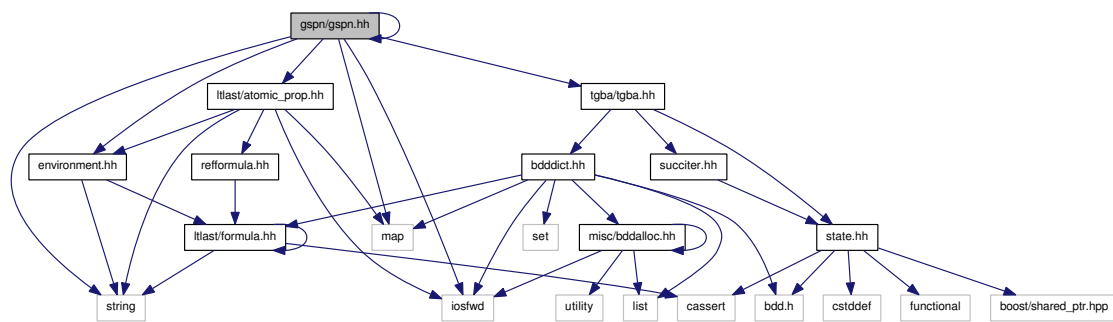 gspn/gspn.hh
ltlast/atomic_prop.hh
tgba/tgba.hh
environment.hh
refformula.hh
bdddict.hh
succiter.hh
ltlast/formula.hh
map
set
misc/bddalloc.hh
state.hh
string
iosfwd
utility
list
cassert
bdd.h
cstddef
functional
boost/shared_ptr.hpp